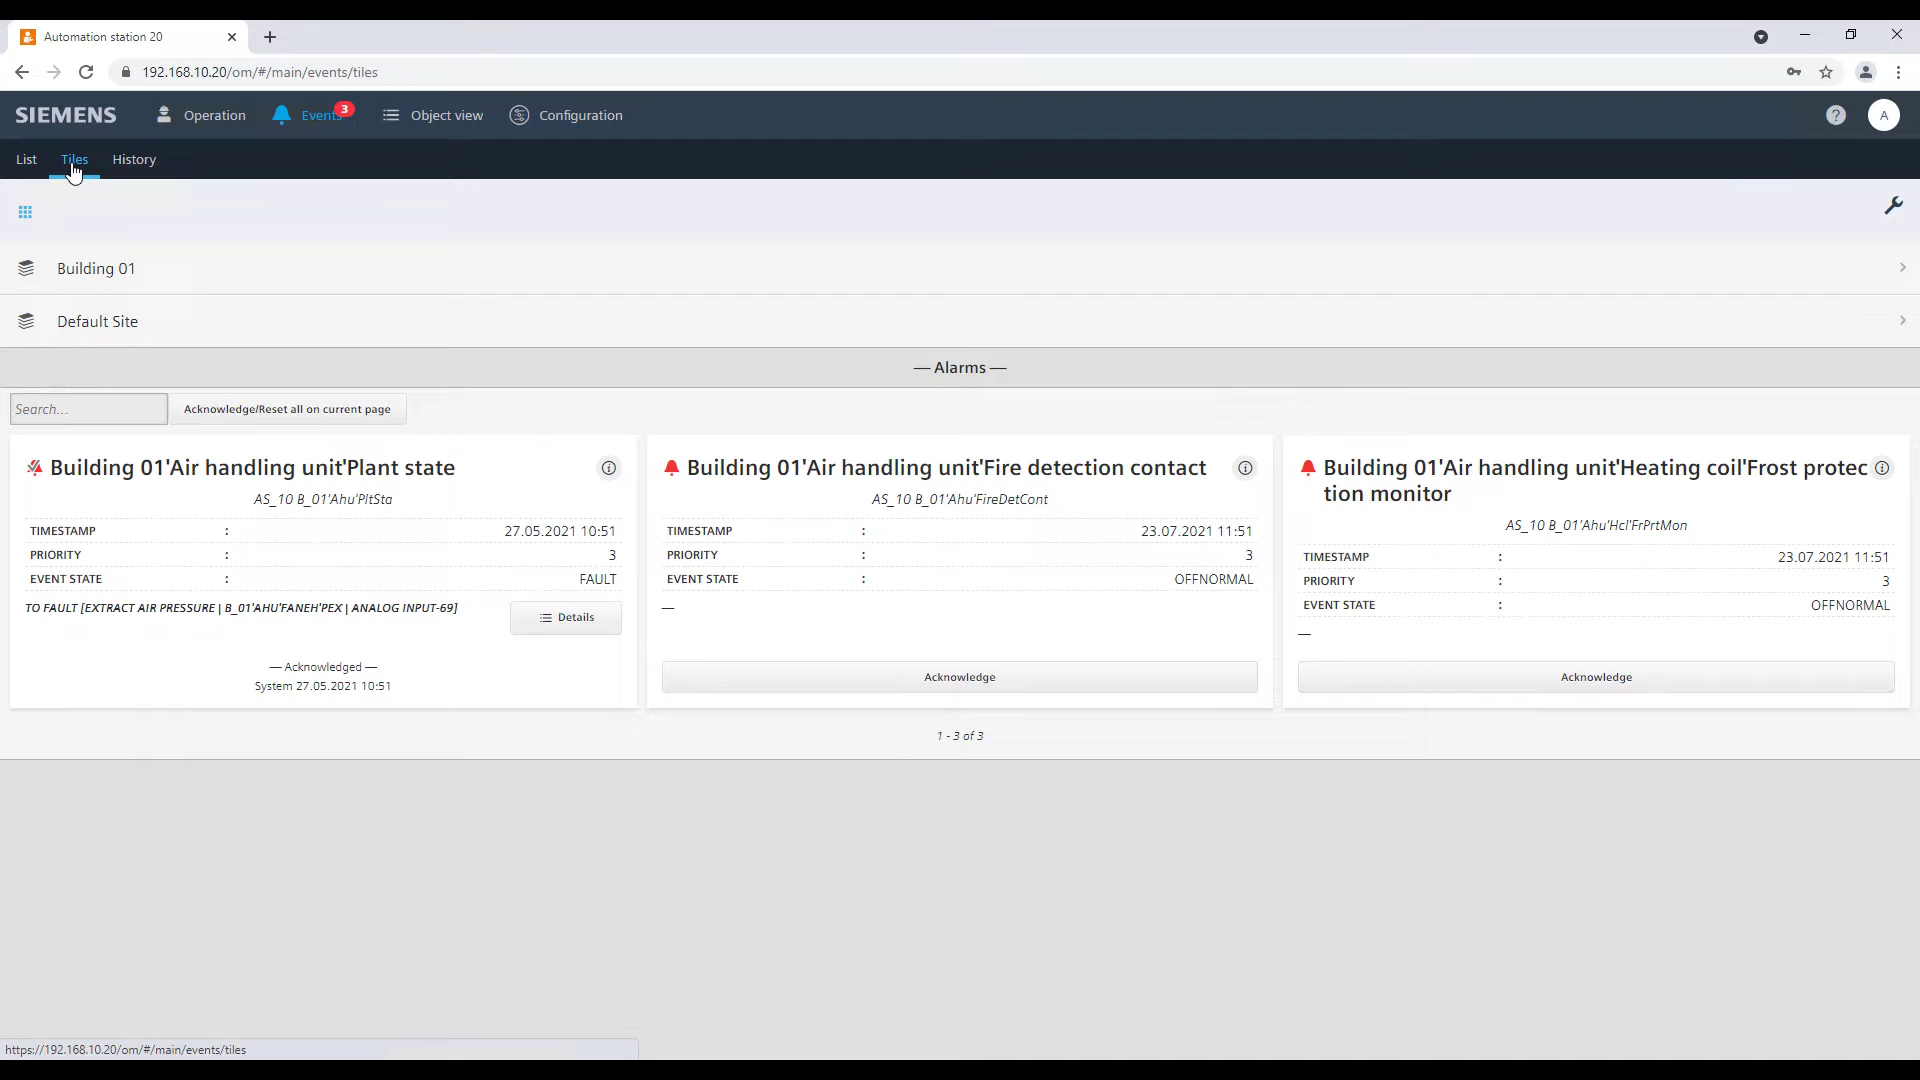 Automation station 20
192.168.10.20/om/#/main/events/tiles
SIEMENS Operation Events 3 Object view Configuration ? A
List Tiles History
Building 01
Default Site
— Alarms —
Search... Acknowledge/Reset all on current page
Building 01'Air handling unit'Plant state
AS_10 B_01'Ahu'PltSta
TIMESTAMP : 27.05.2021 10:51
PRIORITY : 3
EVENT STATE : FAULT
TO FAULT [EXTRACT AIR PRESSURE | B_01'AHU'FANEH'PEX | ANALOG INPUT-69]
Details
— Acknowledged —
System 27.05.2021 10:51
Building 01'Air handling unit'Fire detection contact
AS_10 B_01'Ahu'FireDetCont
TIMESTAMP : 23.07.2021 11:51
PRIORITY : 3
EVENT STATE : OFFNORMAL
—
Acknowledge
Building 01'Air handling unit'Heating coil'Frost protec
tion monitor
AS_10 B_01'Ahu'Hcl'FrPrtMon
TIMESTAMP : 23.07.2021 11:51
PRIORITY : 3
EVENT STATE : OFFNORMAL
—
Acknowledge
1 - 3 of 3
https://192.168.10.20/om/#/main/events/tiles